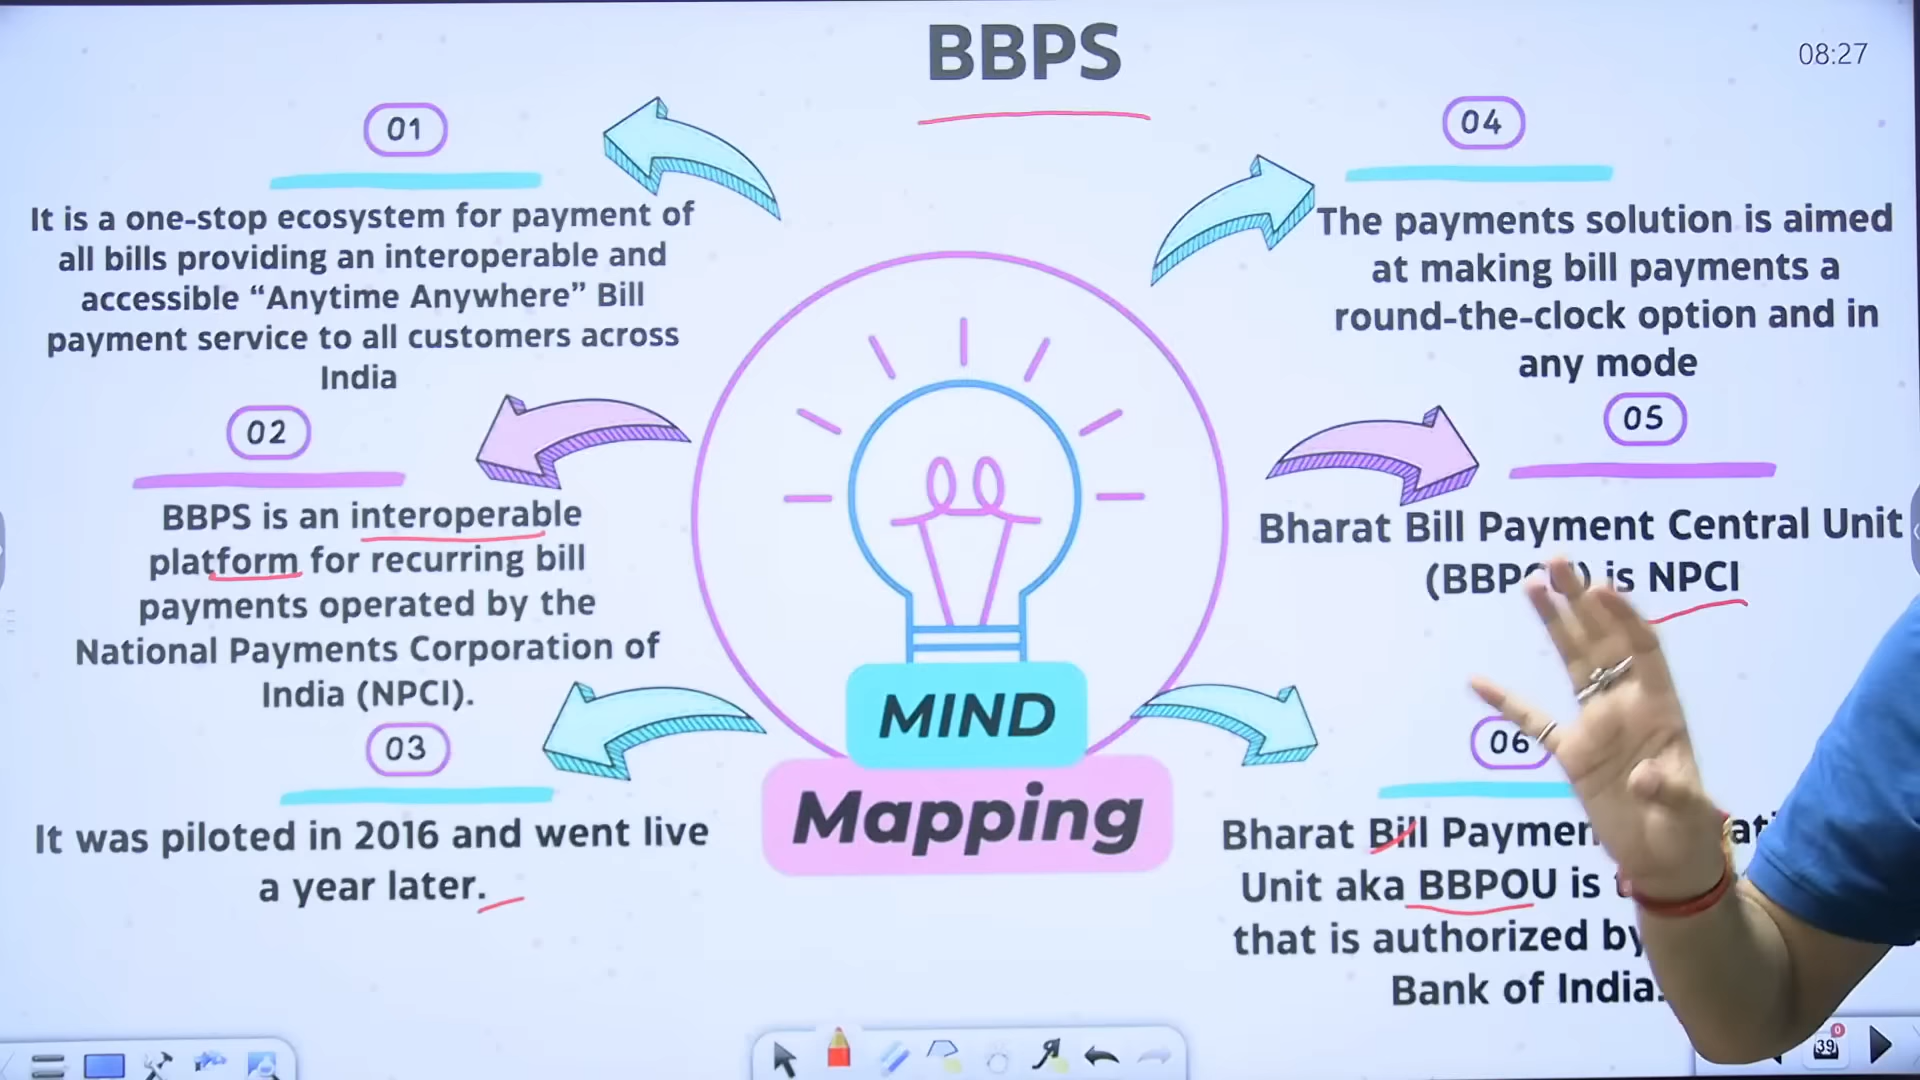 BBPS
08:27
01
It is a one-stop ecosystem for payment of
all bills providing an interoperable and
accessible “Anytime Anywhere” Bill
payment service to all customers across
India
02
BBPS is an interoperable
platform for recurring bill
payments operated by the
National Payments Corporation of
India (NPCI).
03
It was piloted in 2016 and went live
a year later.
MIND
Mapping
04
The payments solution is aimed
at making bill payments a
round-the-clock option and in
any mode
05
Bharat Bill Payment Central Unit
is NPCI
06
Bharat Bill
Unit aka BBPOU is
that is authorized by
Bank of India.
39
0